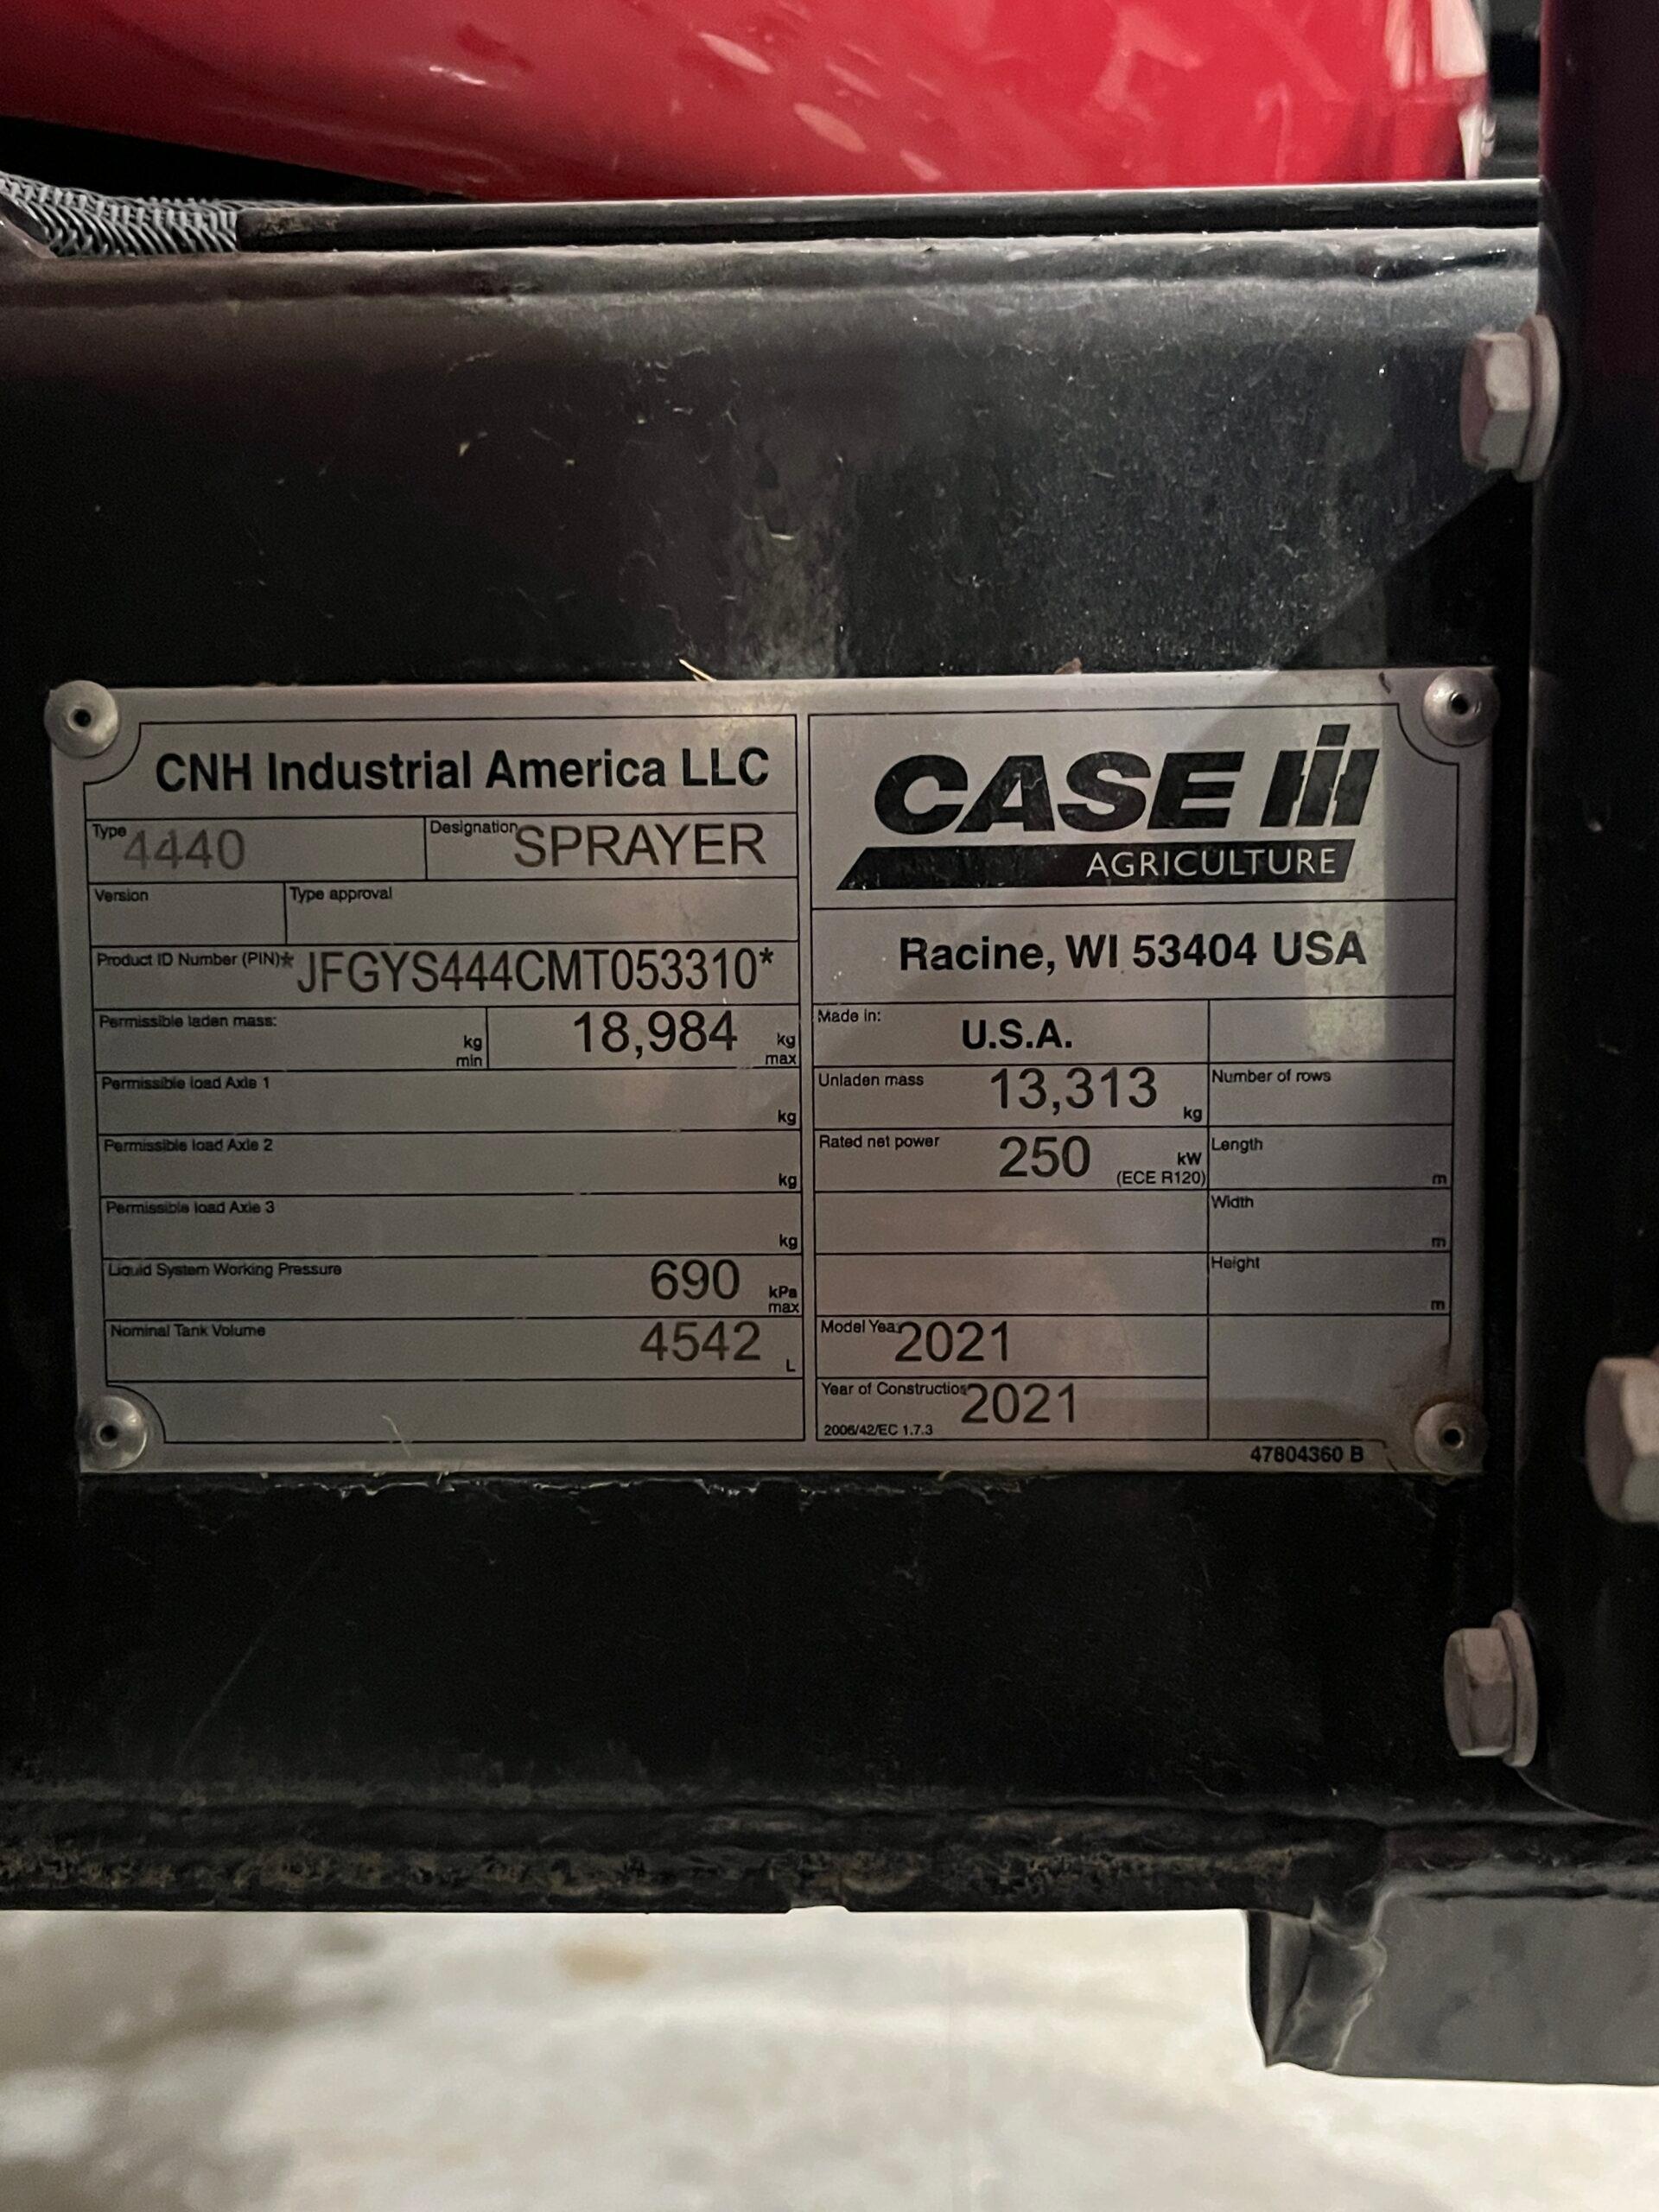 CNH Industrial America LLC
Type 4440 Designation SPRAYER
Version Type approval
Product ID Number (PIN)* JFGYS444CMT053310*
Permissible laden mass: kg min 18,984 kg max
Permissible load Axle 1 kg
Permissible load Axle 2 kg
Permissible load Axle 3 kg
Liquid System Working Pressure 690 kPa max
Nominal Tank Volume 4542 L
CASE IH
AGRICULTURE
Racine, WI 53404 USA
Made in: U.S.A.
Unladen mass 13,313 kg Number of rows
Rated net power 250 kW (ECE R120) Length m
Width m
Height m
Model Year 2021
Year of Construction 2021
2006/42/EC 1.7.3
47804360 B